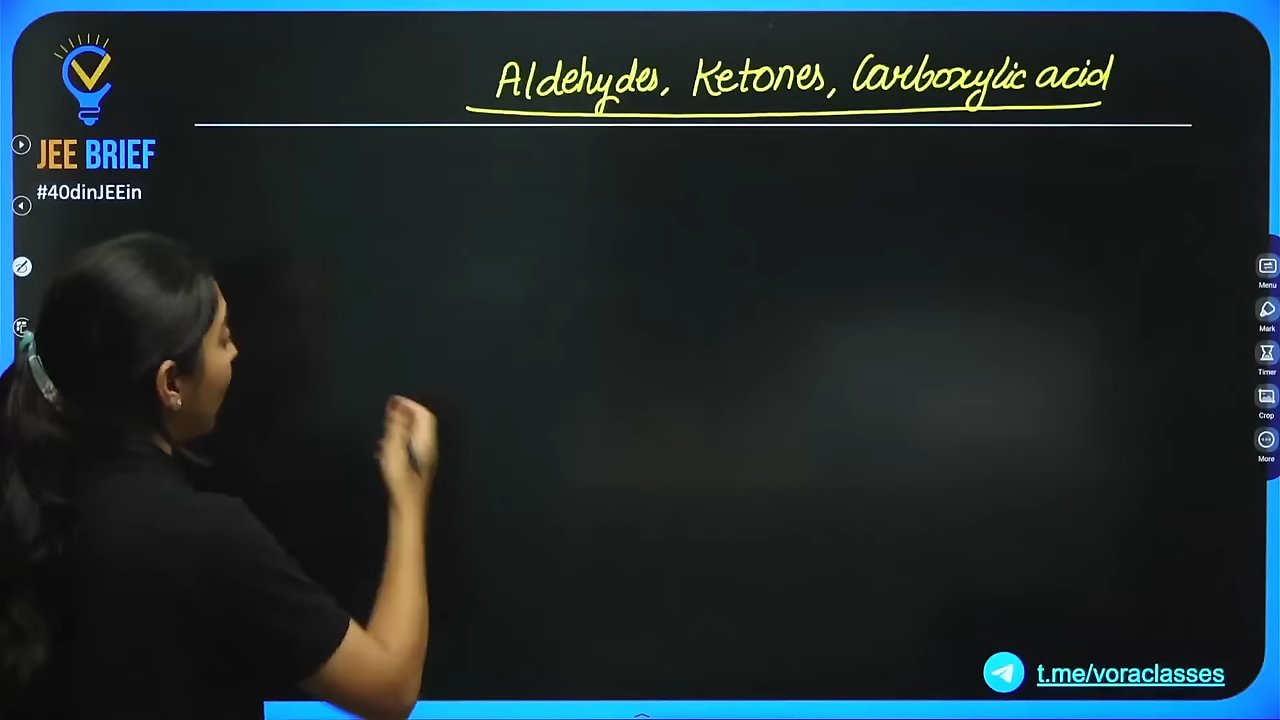 Aldehydes, Ketones, Carboxylic acid
JEE BRIEF
#40dinJEEin
Menu
Mark
Timer
Crop
More
t.me/voraclasses